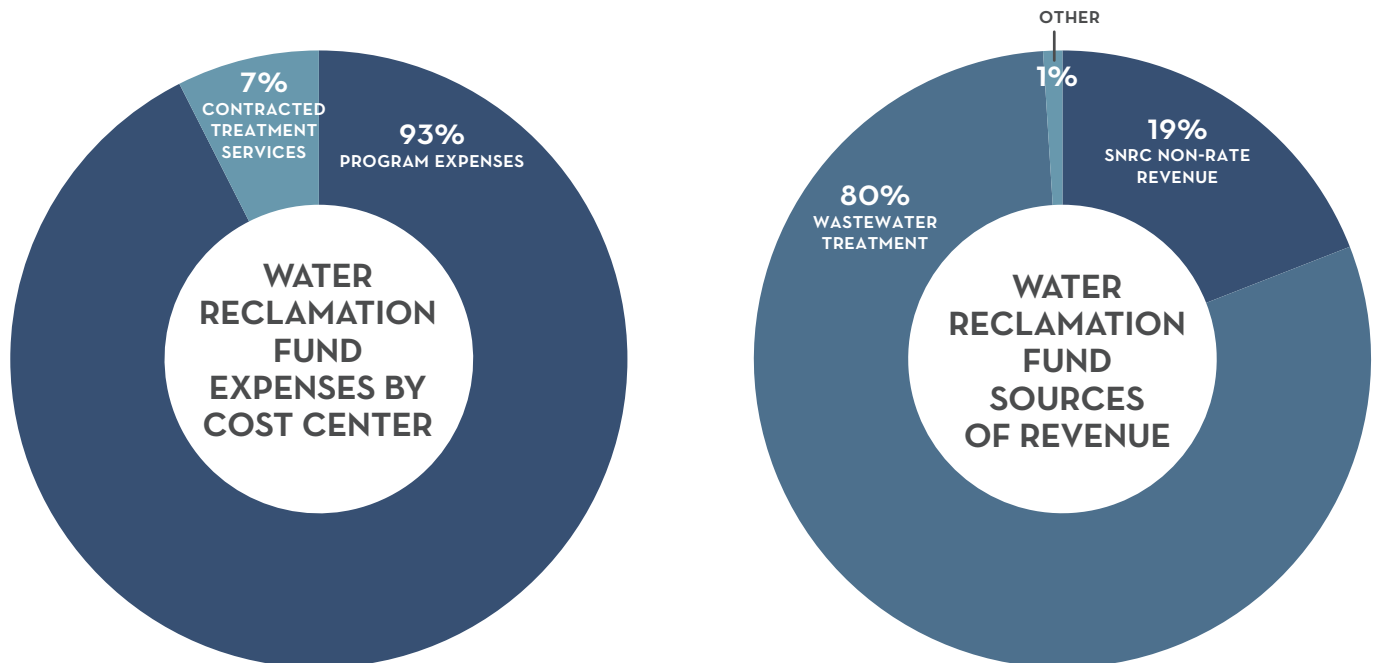 7%
CONTRACTED
TREATMENT
SERVICES
93%
PROGRAM EXPENSES
WATER
RECLAMATION
FUND
EXPENSES BY
COST CENTER
OTHER
1%
19%
SNRC NON-RATE
REVENUE
80%
WASTEWATER
TREATMENT
WATER
RECLAMATION
FUND
SOURCES
OF REVENUE